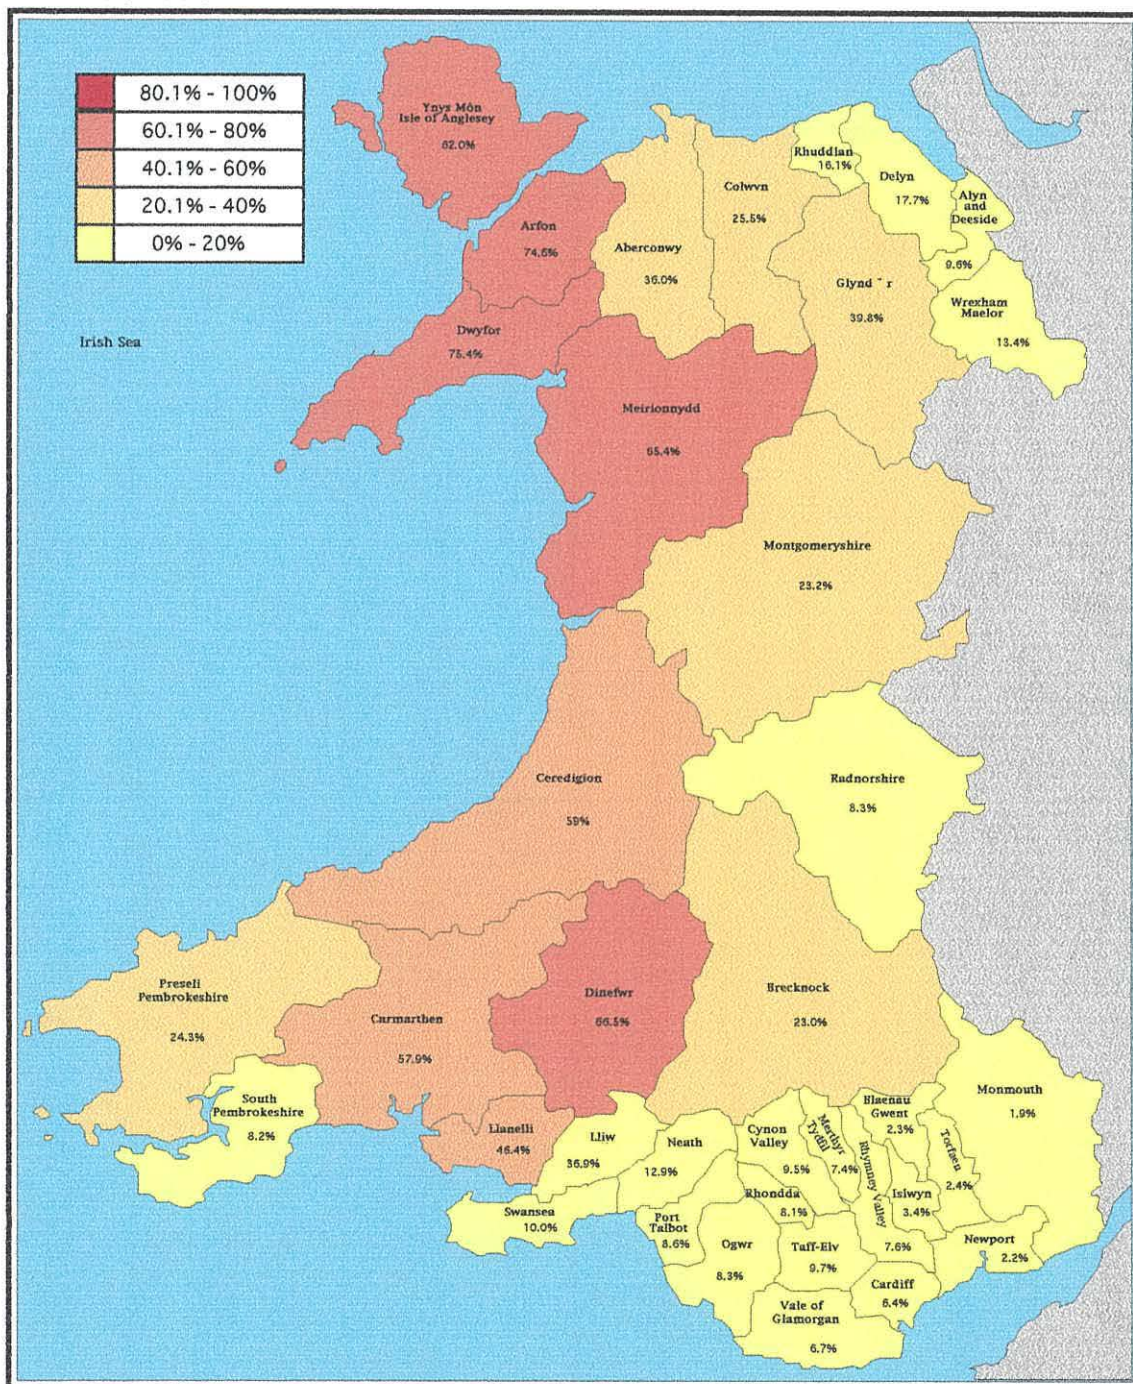 80.1% - 100%
60.1% - 80%
40.1% - 60%
20.1% - 40%
0% - 20%
Irish Sea
Ynys Môn
Isle of Anglesey
62.0%
Arfon
74.6%
Dwyfor
75.4%
Aberconwy
36.0%
Colwyn
25.5%
Rhuddlan
16.1%
Delyn
17.7%
Alyn
and
Deeside
9.6%
Wrexham
Maelor
13.4%
Glynd ˆ r
39.8%
Meirionnydd
65.4%
Montgomeryshire
23.2%
Ceredigion
59%
Radnorshire
8.3%
Preseli
Pembrokeshire
24.3%
South
Pembrokeshire
8.2%
Carmarthen
57.9%
Dinefwr
66.5%
Brecknock
23.0%
Llanelli
46.4%
Lliw
36.9%
Neath
12.9%
Swansea
10.0%
Port
Talbot
8.6%
Cynon
Valley
9.5%
Merthyr
Tydfil
7.4%
Rhymney Valley
7.6%
Blaenau
Gwent
2.3%
Torfaen
2.4%
Islwyn
3.4%
Monmouth
1.9%
Rhondda
8.1%
Ogwr
8.3%
Taff-Elv
9.7%
Newport
2.2%
Cardiff
6.4%
Vale of
Glamorgan
6.7%